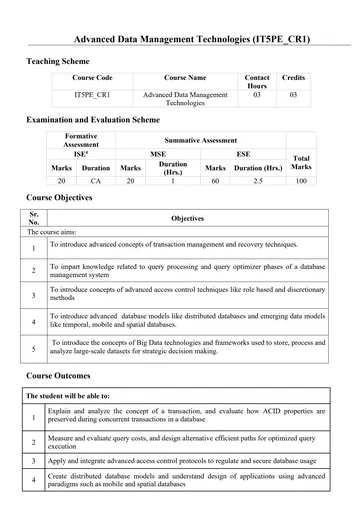 Advanced Data Management Technologies (IT5PE_CR1)
Teaching Scheme
Course Code Course Name Contact Hours Credits
IT5PE_CR1 Advanced Data Management Technologies 03 03
Examination and Evaluation Scheme
Formative Assessment Summative Assessment
ISE# MSE ESE Total Marks
Marks Duration Marks Duration (Hrs.) Marks Duration (Hrs.)
20 CA 20 1 60 2.5 100
Course Objectives
Sr. No. Objectives
The course aims:
1 To introduce advanced concepts of transaction management and recovery techniques.
2 To impart knowledge related to query processing and query optimizer phases of a database
management system
3 To introduce concepts of advanced access control techniques like role based and discretionary
methods
4 To introduce advanced database models like distributed databases and emerging data models
like temporal, mobile and spatial databases.
5 To introduce the concepts of Big Data technologies and frameworks used to store, process and
analyze large-scale datasets for strategic decision making.
Course Outcomes
The student will be able to:
1 Explain and analyze the concept of a transaction, and evaluate how ACID properties are
preserved during concurrent transactions in a database
2 Measure and evaluate query costs, and design alternative efficient paths for optimized query
execution
3 Apply and integrate advanced access control protocols to regulate and secure database usage
4 Create distributed database models and understand design of applications using advanced
paradigms such as mobile and spatial databases